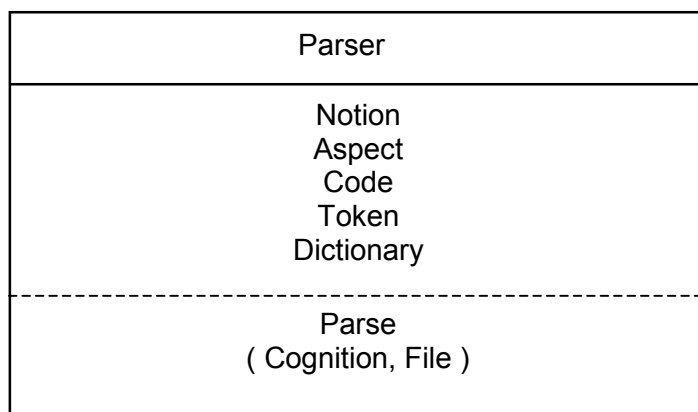 Parser
Notion
Aspect
Code
Token
Dictionary
Parse
( Cognition, File )